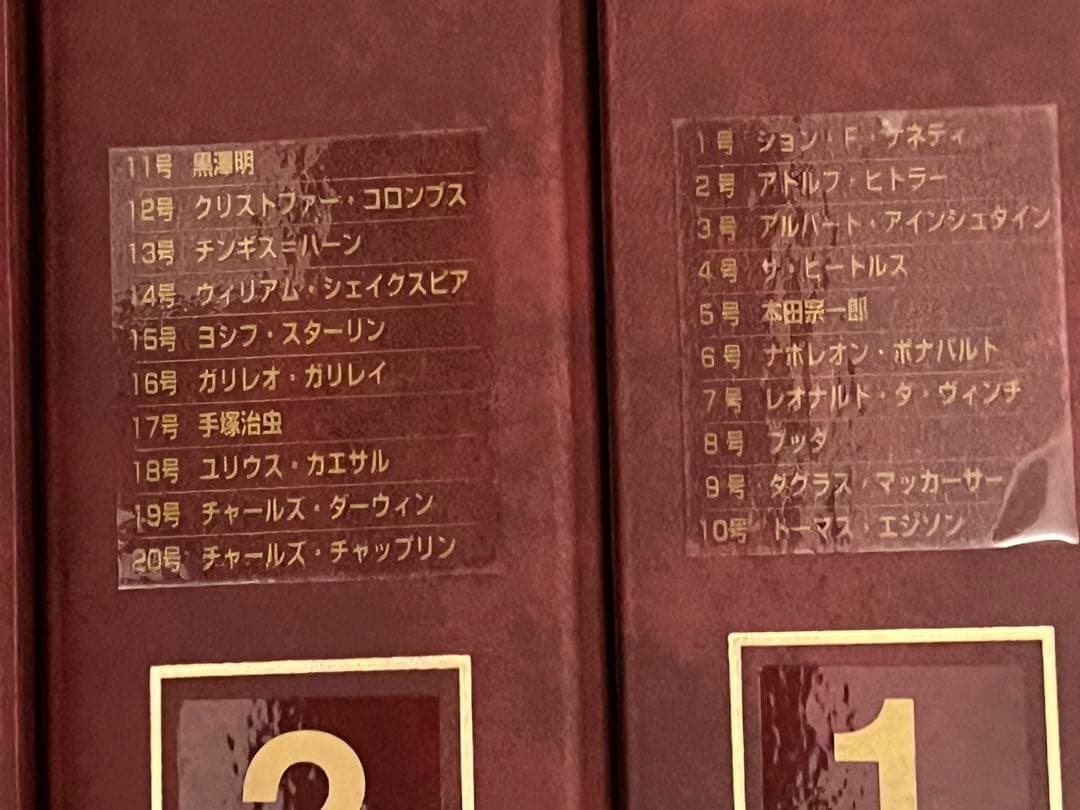 11号 黒澤明
12号 クリストファー・コロンブス
13号 チンギス=ハーン
14号 ウィリアム・シェイクスピア
15号 ヨシフ・スターリン
16号 ガリレオ・ガリレイ
17号 手塚治虫
18号 ユリウス・カエサル
19号 チャールズ・ダーウィン
20号 チャールズ・チャップリン
2
1号 ジョン・F・ケネディ
2号 アドルフ・ヒトラー
3号 アルバート・アインシュタイン
4号 ザ・ビートルズ
5号 本田宗一郎
6号 ナポレオン・ボナパルト
7号 レオナルト・ダ・ヴィンチ
8号 ブッダ
9号 ダグラス・マッカーサー
10号 トーマス・エジソン
1